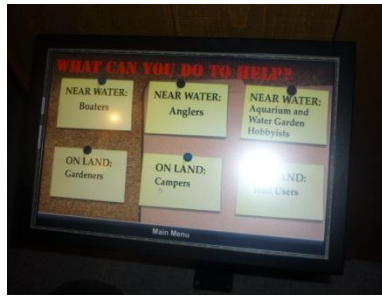 WHAT CAN YOU DO TO HELP?
NEAR WATER:
Boaters
NEAR WATER:
Anglers
NEAR WATER:
Aquarium and
Water Garden
Hobbyists
ON LAND:
Gardeners
ON LAND:
Campers
LAND:
Users
Main Menu